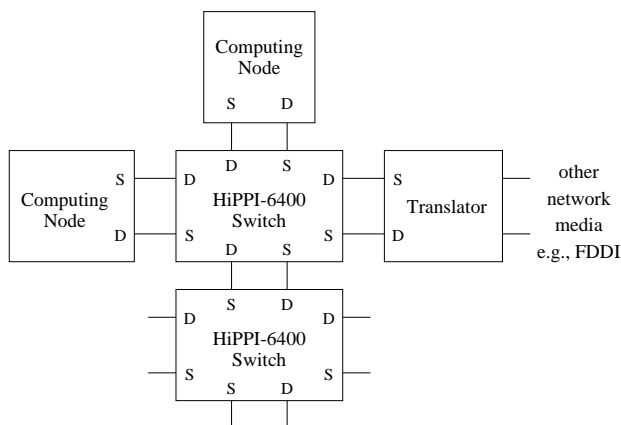 Computing
Node
S D
D S
S D D S other
Computing HiPPI-6400 Translator network
Node Switch media
D S S D e.g., FDDI
D S
S D
D D
HiPPI-6400
Switch
S S
S D